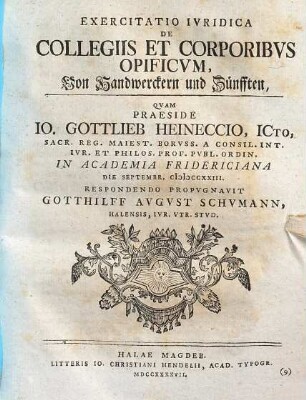 EXERCITATIO IVRIDICA
DE
COLLEGIIS ET CORPORIBVS
OPIFICVM,
Von Handwerckern und Zünfften,
QVAM
PRAESIDE
IO. GOTTLIEB HEINECCIO, ICTO,
SACR. REG. MAIEST. BORVSS. A CONSIL. INT.
IVR. ET PHILOS. PROF. PVBL. ORDIN.
IN ACADEMIA FRIDERICIANA
DIE SEPTEMBR. CIƆIƆCCXXIII.
RESPONDENDO PROPVGNAVIT
GOTTHILFF AVGVST SCHVMANN,
HALENSIS, IVR. VTR. STVD.
HALAE MAGDEB.
LITTERIS IO. CHRISTIANI HENDELII, ACAD. TYPOGR.
MDCCXXXXVII.
(9)